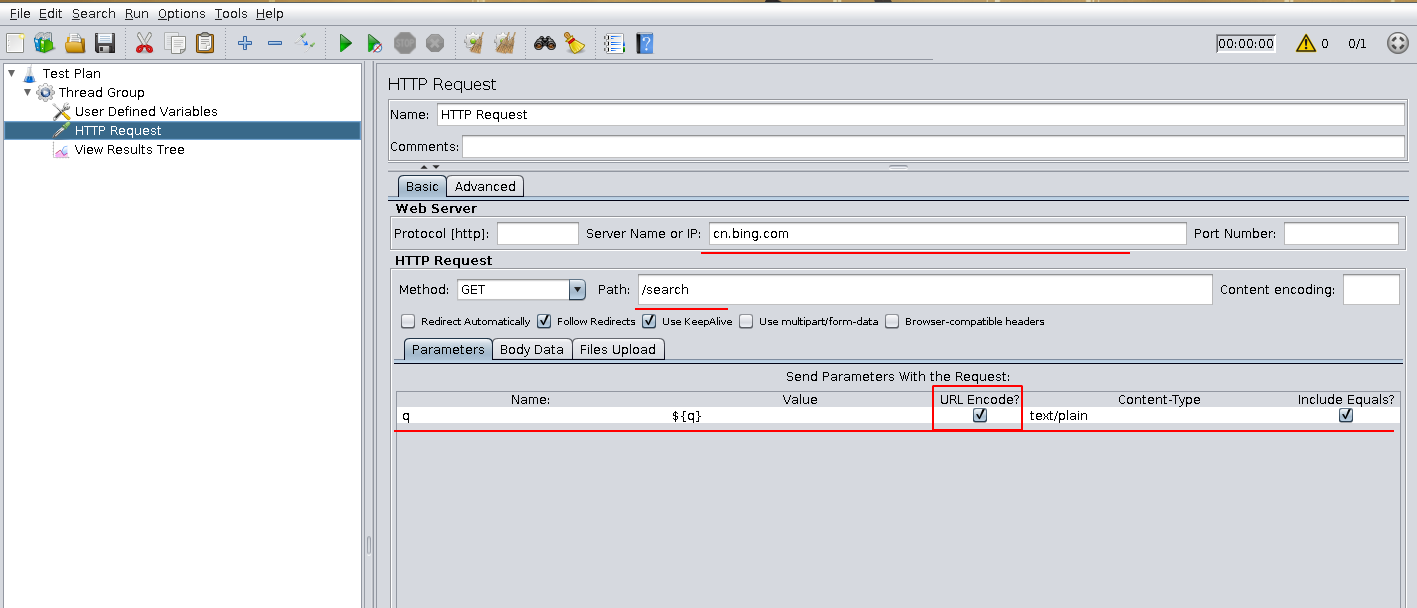 File Edit Search Run Options Tools Help
STOP
00:00:00 0 0/1
Test Plan
Thread Group
User Defined Variables
HTTP Request
View Results Tree
HTTP Request
Name: HTTP Request
Comments:
Basic Advanced
Web Server
Protocol [http]: Server Name or IP: cn.bing.com Port Number:
HTTP Request
Method: GET Path: /search Content encoding:
Redirect Automatically Follow Redirects Use KeepAlive Use multipart/form-data Browser-compatible headers
Parameters Body Data Files Upload
Send Parameters With the Request:
Name: Value URL Encode? Content-Type Include Equals?
q ${q} text/plain